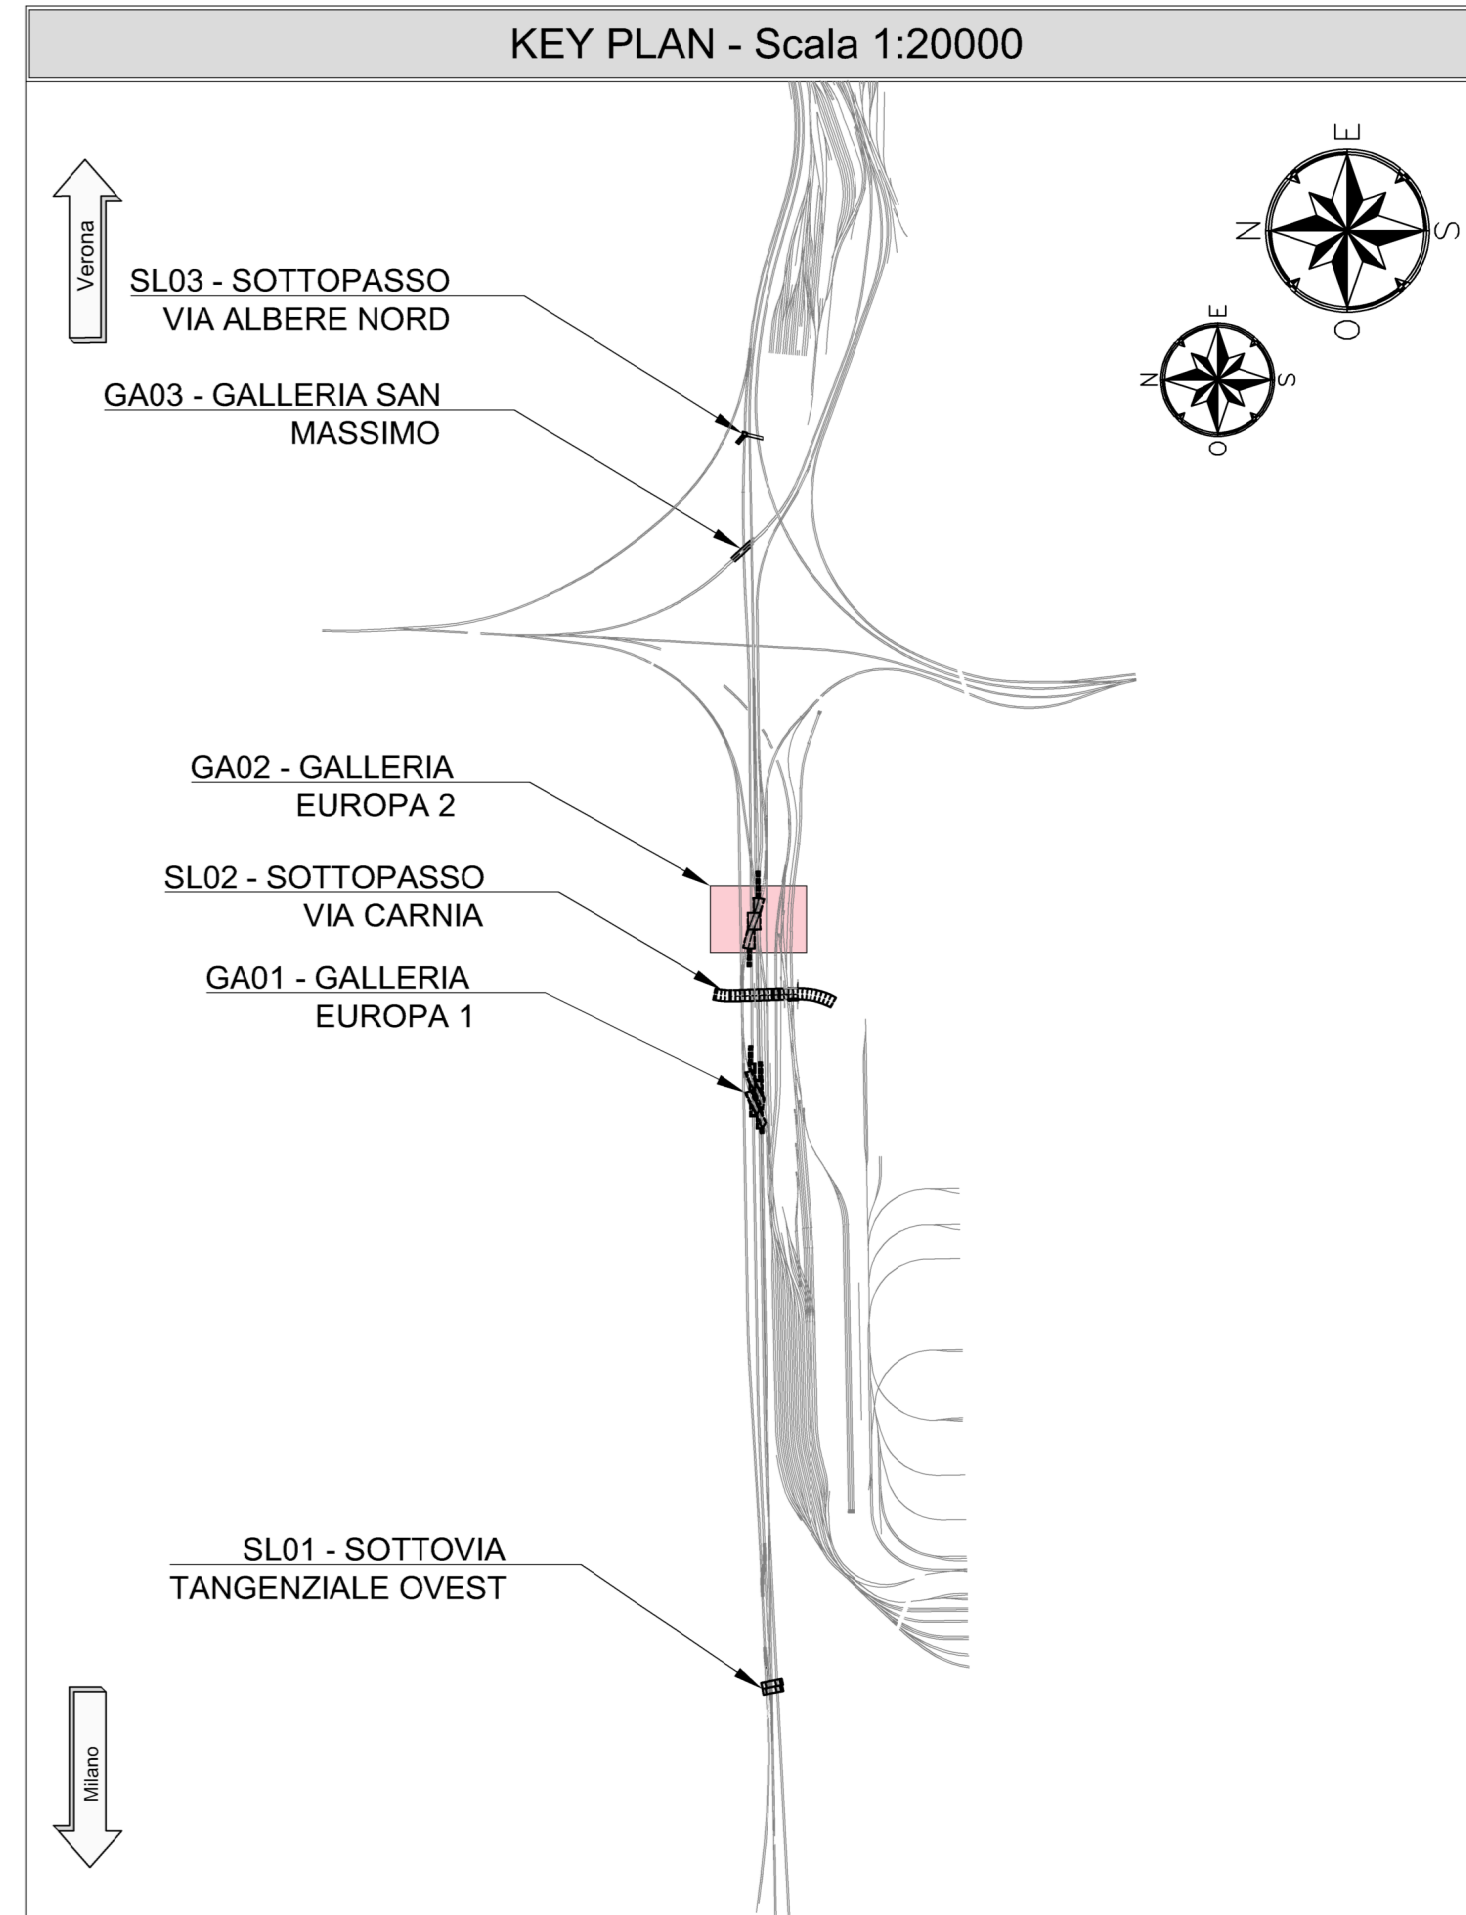 KEY PLAN - Scala 1:20000
E
N
S
O
Verona
SL03 - SOTTOPASSO
VIA ALBERE NORD
E
N
S
O
GA03 - GALLERIA SAN
MASSIMO
GA02 - GALLERIA
EUROPA 2
SL02 - SOTTOPASSO
VIA CARNIA
GA01 - GALLERIA
EUROPA 1
SL01 - SOTTOVIA
TANGENZIALE OVEST
Milano